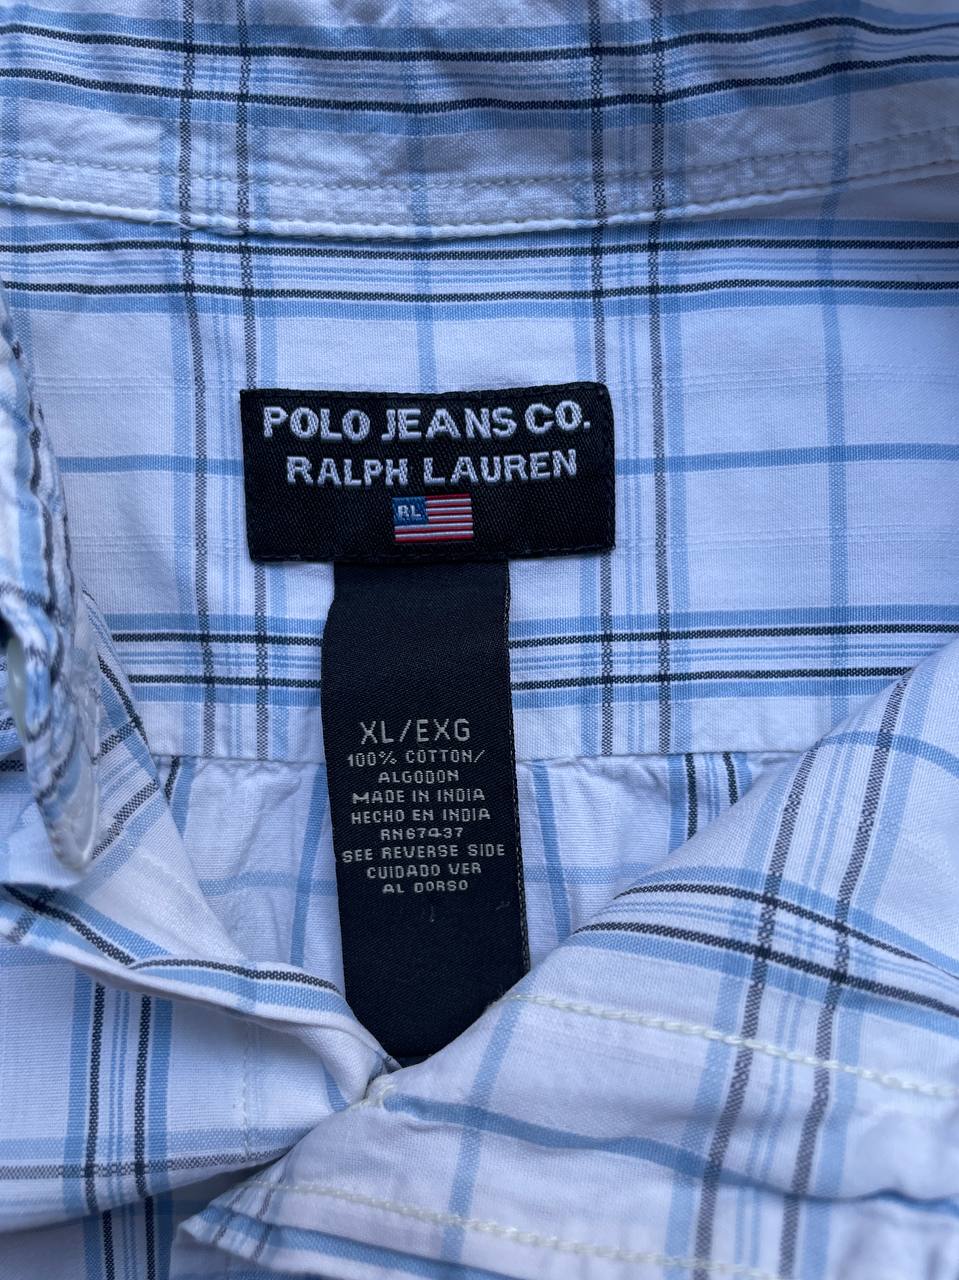 POLO JEANS CO.
RALPH LAUREN
RL
XL/EXG
100% COTTON/
ALGODON
MADE IN INDIA
HECHO EN INDIA
RN67437
SEE REVERSE SIDE
CUIDADO VER
AL DORSO